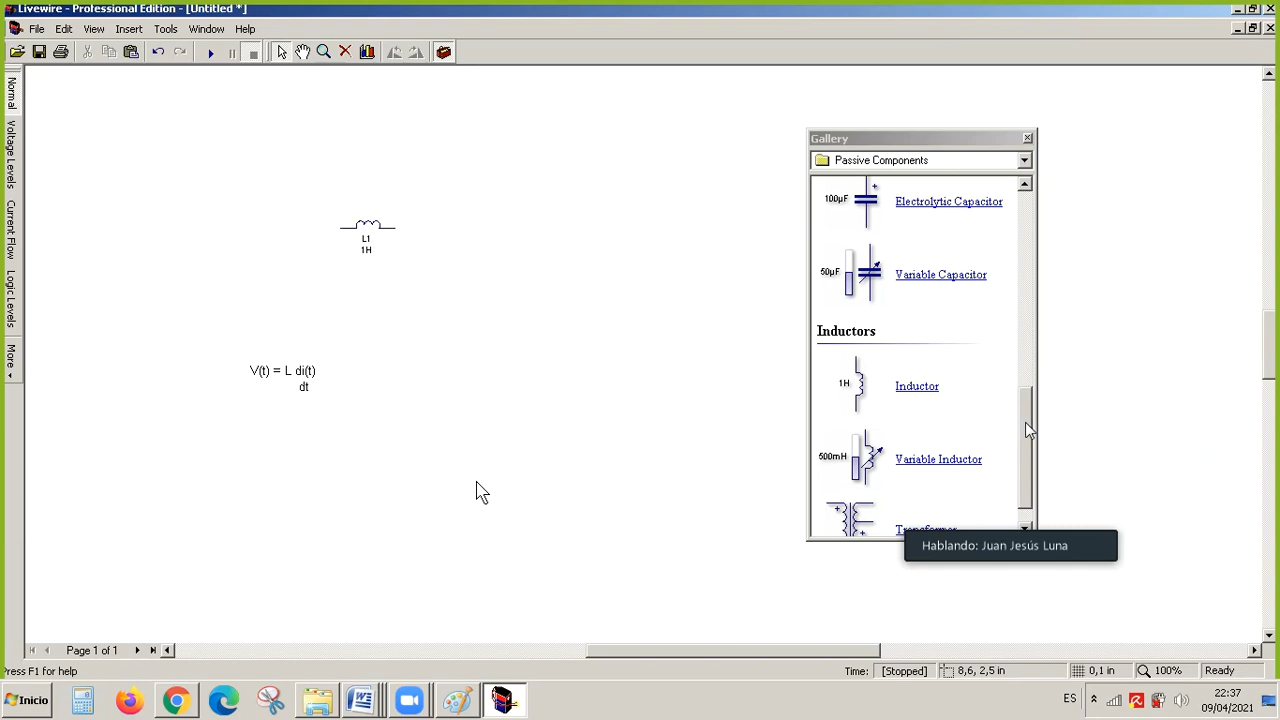 Livewire - Professional Edition - [Untitled *]
File Edit View Insert Tools Window Help
Normal
Voltage Levels
Current Flow
Logic Levels
More
Gallery
Passive Components
100µF Electrolytic Capacitor
50µF Variable Capacitor
Inductors
1H Inductor
500mH Variable Inductor
Transformer
Hablando: Juan Jesús Luna
L1
1H
V(t) = L di(t)
dt
Page 1 of 1
Press F1 for help
Time: [Stopped] 8,6, 2,5 in 0,1 in 100% Ready
Inicio
ES
22:37
09/04/2021